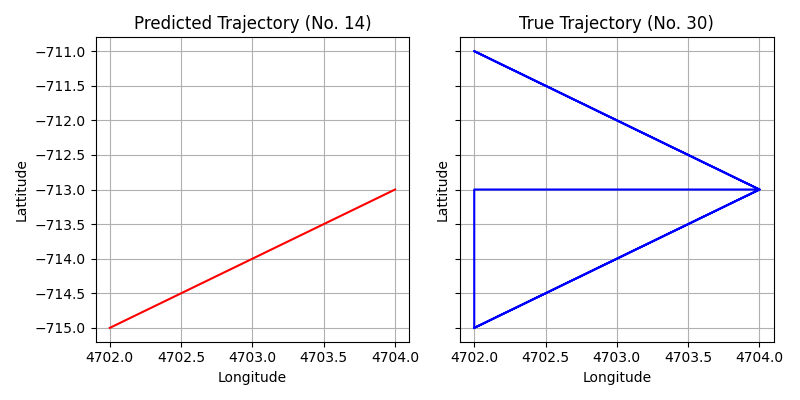 Predicted Trajectory (No. 14)
True Trajectory (No. 30)
Lattitude
−711.0
−711.5
−712.0
−712.5
−713.0
−713.5
−714.0
−714.5
−715.0
4702.0 4702.5 4703.0 4703.5 4704.0
Longitude
Lattitude
4702.0 4702.5 4703.0 4703.5 4704.0
Longitude